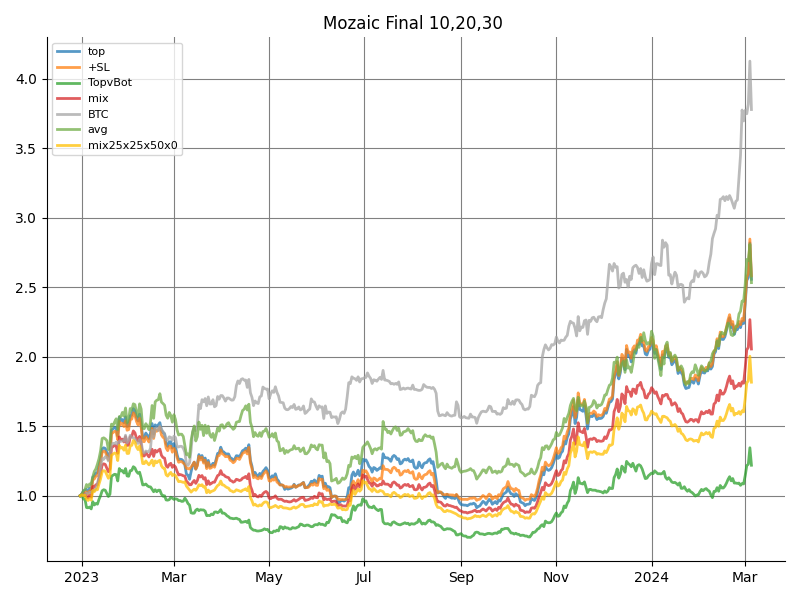 Mozaic Final 10,20,30
top
+SL
TopvBot
mix
BTC
avg
mix25x25x50x0
4.0
3.5
3.0
2.5
2.0
1.5
1.0
2023 Mar May Jul Sep Nov 2024 Mar